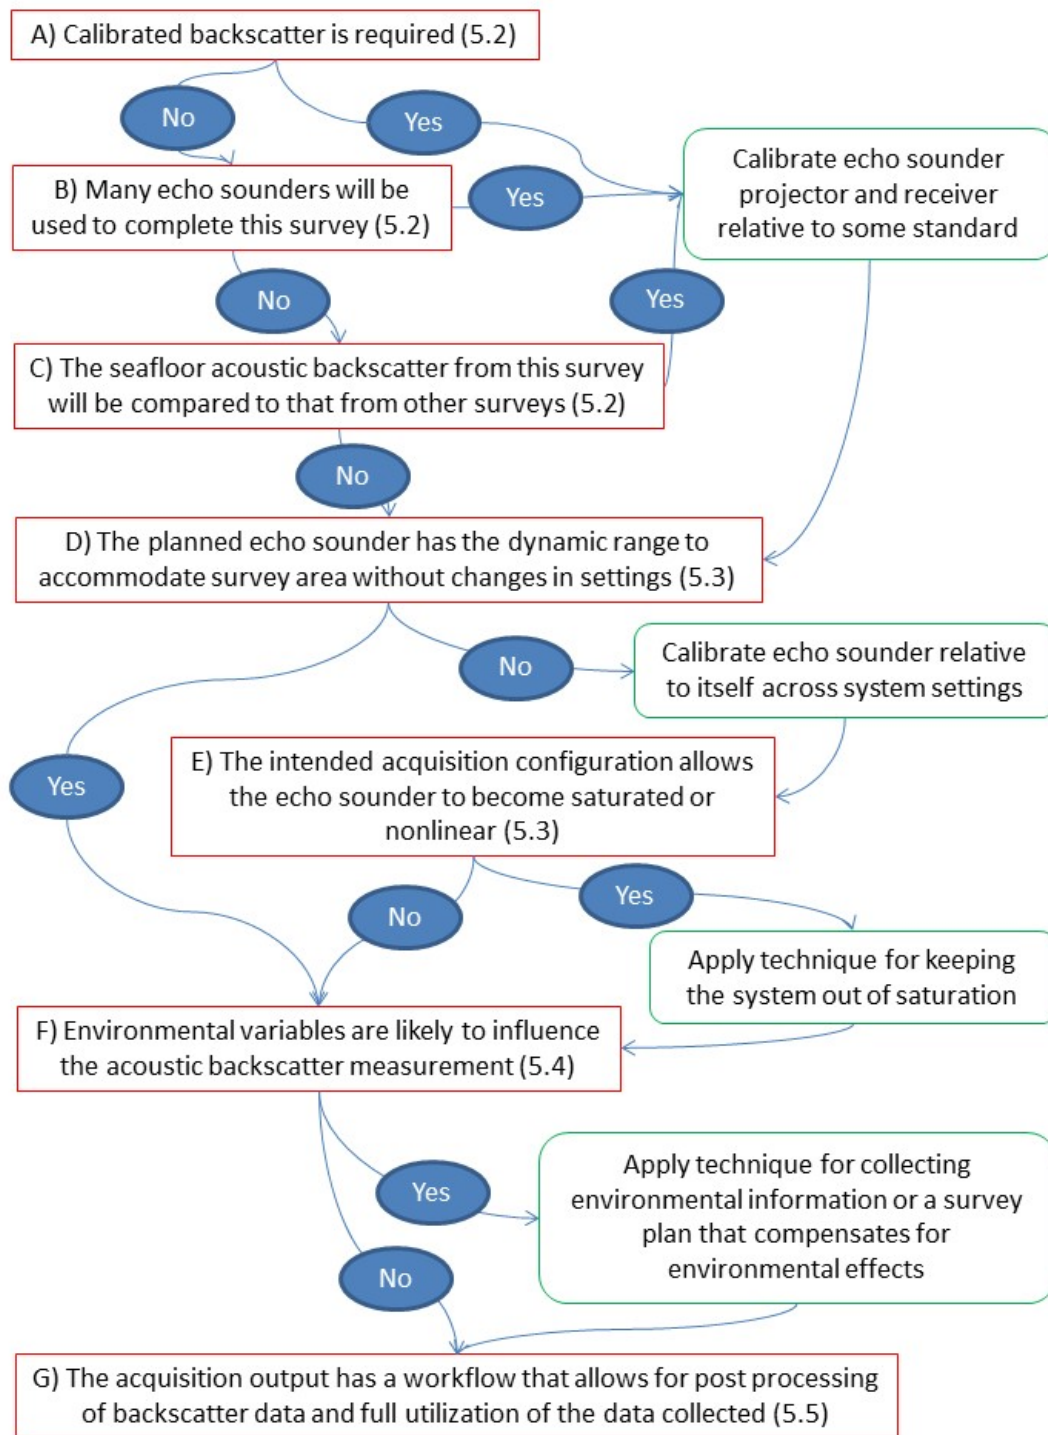 A) Calibrated backscatter is required (5.2)
No
Yes
B) Many echo sounders will be
used to complete this survey (5.2)
Yes
Calibrate echo sounder
projector and receiver
relative to some standard
No
Yes
C) The seafloor acoustic backscatter from this survey
will be compared to that from other surveys (5.2)
No
D) The planned echo sounder has the dynamic range to
accommodate survey area without changes in settings (5.3)
No
Calibrate echo sounder relative
to itself across system settings
Yes
E) The intended acquisition configuration allows
the echo sounder to become saturated or
nonlinear (5.3)
No
Yes
Apply technique for keeping
the system out of saturation
F) Environmental variables are likely to influence
the acoustic backscatter measurement (5.4)
Yes
Apply technique for collecting
environmental information or a survey
plan that compensates for
environmental effects
No
G) The acquisition output has a workflow that allows for post processing
of backscatter data and full utilization of the data collected (5.5)